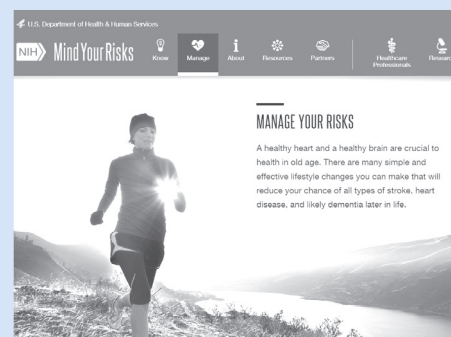 U.S. Department of Health & Human Services
NIH Mind Your Risks
Know
Manage
About
Resources
Partners
Healthcare
Professionals
MANAGE YOUR RISKS
A healthy heart and a healthy brain are crucial to
health in old age. There are many simple and
effective lifestyle changes you can make that will
reduce your chance of all types of stroke, heart
disease, and likely dementia later in life.